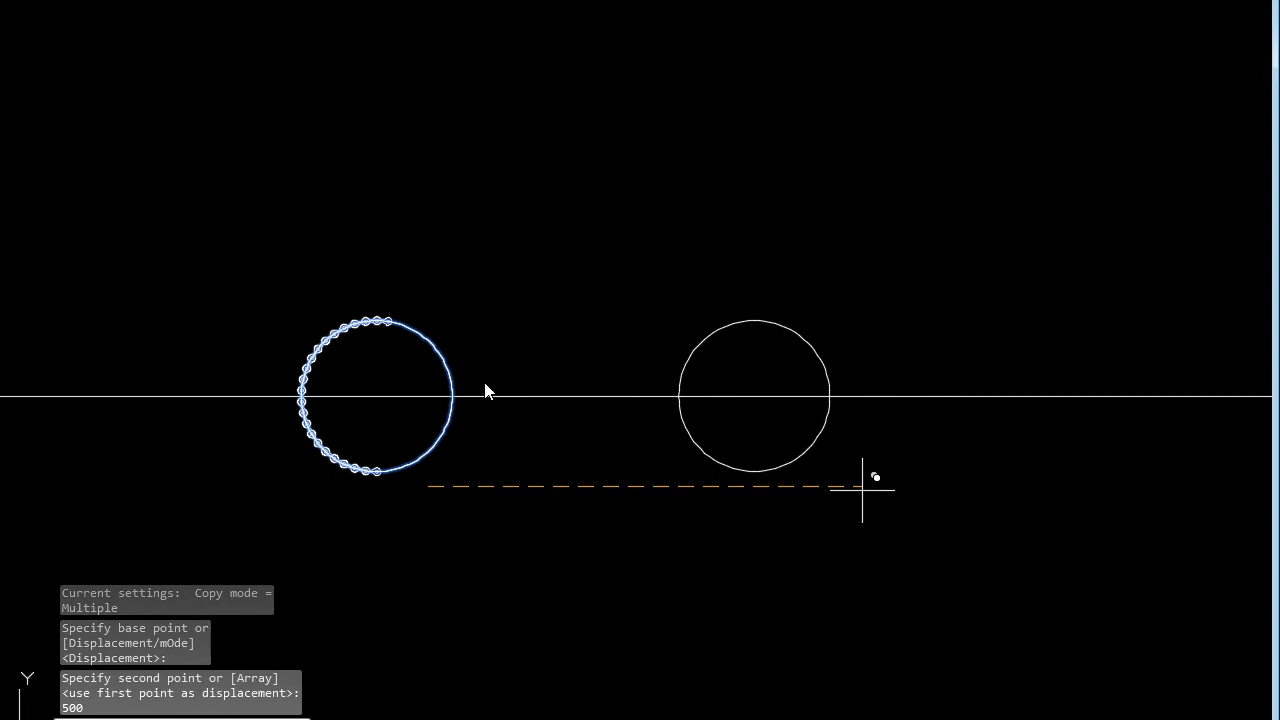 Current settings:  Copy mode =
Multiple
Specify base point or
[Displacement/mOde]
<Displacement>:
Specify second point or [Array]
<use first point as displacement>:
500
Y